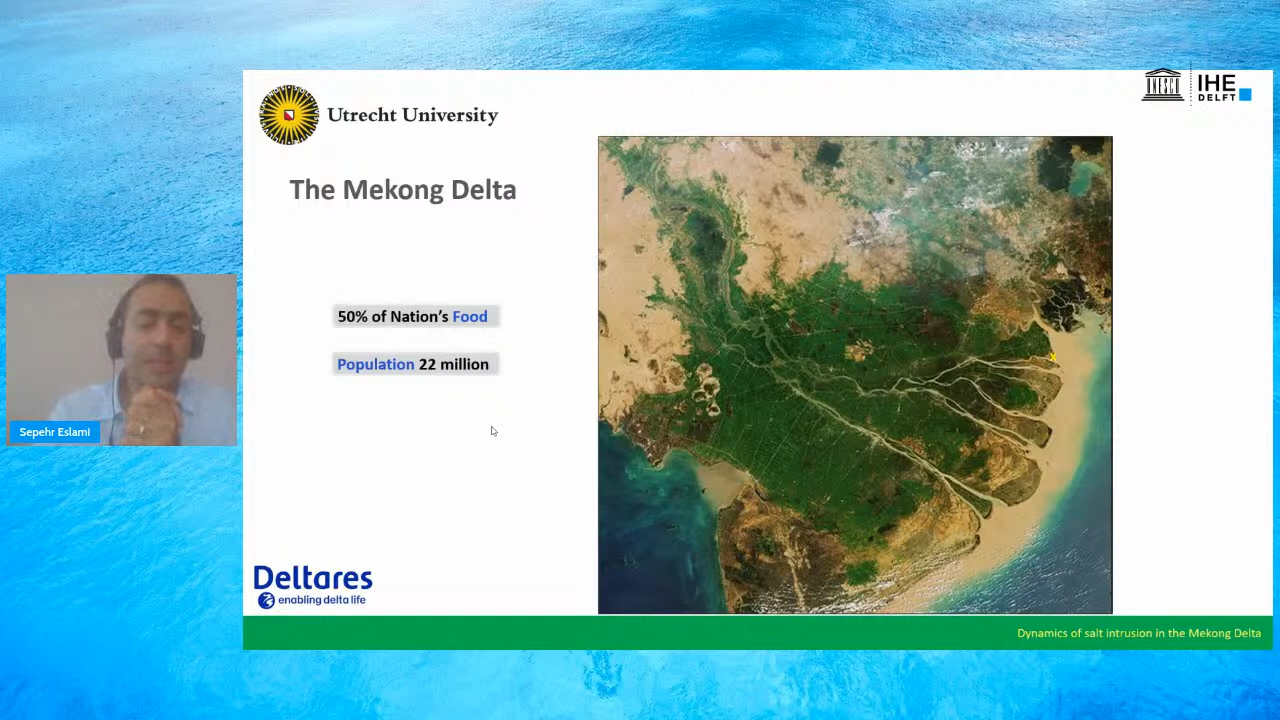 UNESCO
IHE
DELFT
Utrecht University
The Mekong Delta
50% of Nation's Food
Population 22 million
X
Sepehr Eslami
Deltares
enabling delta life
Dynamics of salt intrusion in the Mekong Delta